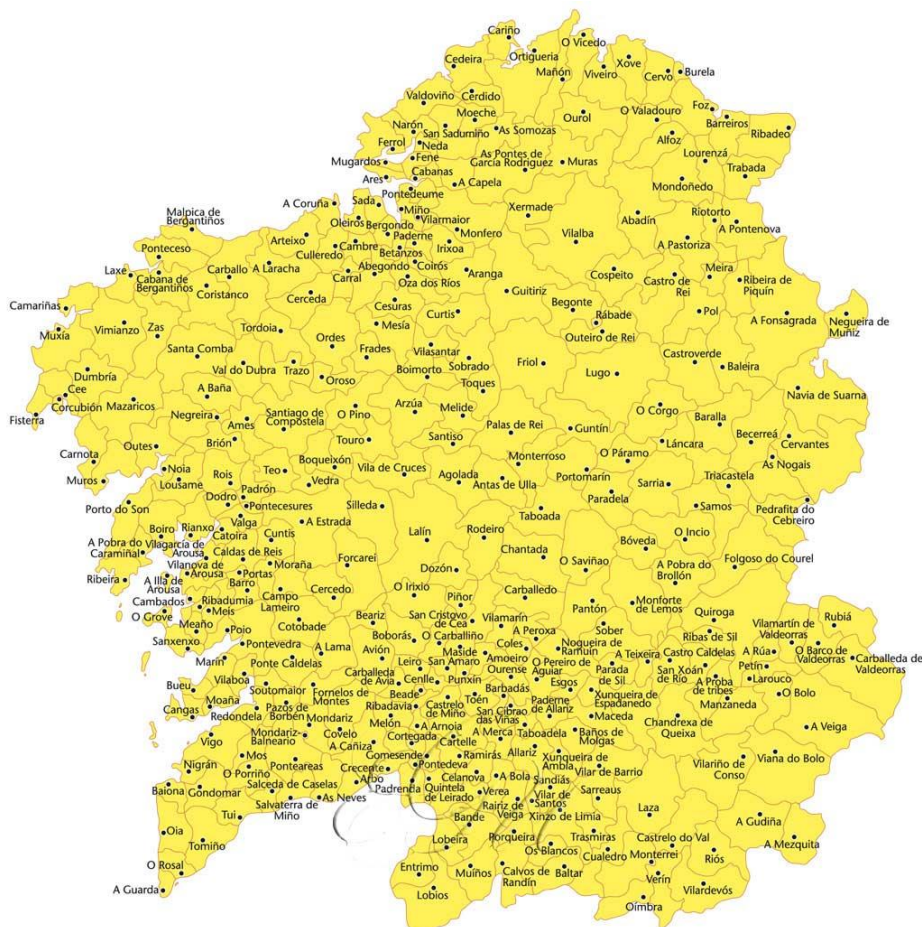 Cariño
O Vicedo
Ortigueria
Xove
Cedeira
Mañón
Viveiro
Cervo
Burela
Valdoviño
Cerdido
Moeche
Ourol
O Valadouro
Foz
Barreiros
Narón
San Sadurniño
As Somozas
Alfoz
Ribadeo
Ferrol
Neda
Mugardos
Fene
As Pontes de
García Rodríguez
Muras
Lourenzá
Trabada
Ares
Cabanas
A Capela
Mondoñedo
Pontedeume
A Coruña
Sada
Miño
Xermade
Abadín
Riotorto
A Pontenova
Malpica de
Bergantiños
Oleiros
Bergondo
Vilarmaior
Monfero
Vilalba
A Pastoriza
Arteixo
Culleredo
Cambre
Paderne
Betanzos
Irixoa
Ponteceso
Laxe
Cabana de
Bergantiños
Carballo
A Laracha
Carral
Abegondo
Coirós
Oza dos Ríos
Aranga
Cospeito
Castro de
Rei
Meira
Ribeira de
Piquín
Coristanco
Cerceda
Cesuras
Guitiriz
Begonte
Rábade
Outeiro de Rei
Pol
A Fonsagrada
Negueira de
Muñiz
Camariñas
Muxía
Vimianzo
Zas
Tordoia
Mesía
Curtis
Santa Comba
Ordes
Frades
Vilasantar
Friol
Castroverde
Baleira
Dumbría
Val do Dubra
Trazo
Oroso
Boimorto
Sobrado
Toques
Lugo
Navia de Suarna
Cee
Corcubión
Fisterra
Mazaricos
A Baña
Negreira
Ames
Santiago de
Compostela
O Pino
Arzúa
Melide
Palas de Rei
Guntín
O Corgo
Baralla
Becerreá
Cervantes
Carnota
Outes
Brión
Touro
Santiso
Láncara
As Nogais
Muros
Noia
Lousame
Rois
Teo
Boqueixón
Vedra
Vila de Cruces
Agolada
Monterroso
Antas de Ulla
Portomarín
O Páramo
Sarria
Triacastela
Dodro
Padrón
Pontecesures
Silleda
Taboada
Paradela
Samos
Pedrafita do
Cebreiro
Porto do Son
Boiro
Rianxo
Valga
Catoira
A Estrada
Cuntis
Lalín
Rodeiro
Chantada
O Saviñao
Bóveda
O Incio
Folgoso do Courel
A Pobra do
Caramiñal
Vilagarcía de
Arousa
Caldas de Reis
Moraña
Forcarei
Dozón
A Pobra do
Brollón
Ribeira
A Illa de
Arousa
Vilanova de
Arousa
Portas
Barro
Cambados
Ribadumia
Meis
Campo
Lameiro
Cercedo
O Irixio
Piñor
Carballedo
Pantón
Monforte
de Lemos
Quiroga
Rubiá
O Grove
Meaño
Cotobade
Beariz
San Cristovo
de Cea
Vilamarín
A Peroxa
Sober
Ribas de Sil
Vilamartín de
Valdeorras
Sanxenxo
Poio
Pontevedra
A Lama
Boborás
O Carballiño
Maside
Coles
Nogueira de
Ramuin
A Teixeira
Castro Caldelas
A Rúa
O Barco de
Valdeorras
Carballeda de
Valdeorras
Marín
Ponte Caldelas
Avión
Leiro
San Amaro
Amoeiro
Ourense
O Pereiro de
Aguiar
Parada
de Sil
San Xoán
de Río
Petín
Larouco
Bueu
Vilaboa
Moaña
Soutomaior
Fornelos de
Montes
Carballeda
de Avia
Cenlle
Punxín
Esgos
A Proba
de tribes
O Bolo
Cangas
Redondela
Pazos de
Borbén
Mondariz
Ribadavia
Beade
Castrelo
de Miño
Toén
Barbadás
San Cibrao
das Viñas
Paderne
de Allariz
Xunqueira de
Espadanedo
Maceda
Manzaneda
Chandrexa de
Queixa
A Veiga
Vigo
Mondariz-
Balneario
Covelo
Melón
A Arnoia
Cortegada
A Merca
Taboadela
Baños de
Molgas
A Cañiza
Cartelle
Nigrán
Mos
O Porriño
Ponteareas
Gomesende
Ramirás
Allariz
Xunqueira de
Ambía
Vilar de Barrio
Vilariño de
Conso
Viana do Bolo
Crecente
Pontedeva
Baiona
Gondomar
Salceda de Caselas
Arbo
Padrenda
Celanova
A Bola
Sandiás
Quintela
de Leirado
Verea
Vilar de
Santos
Sarreaus
As Neves
Salvaterra de
Miño
Tui
Bande
Rairiz de
Veiga
Xinzo de Limia
Laza
A Gudiña
Oia
Tomiño
Lobeira
Porqueira
Trasmiras
Castrelo do Val
A Mezquita
O Rosal
Entrimo
Muíños
Os Blancos
Cualedro
Monterrei
Riós
A Guarda
Lobios
Calvos de
Randín
Baltar
Verín
Vilardevós
Oímbra